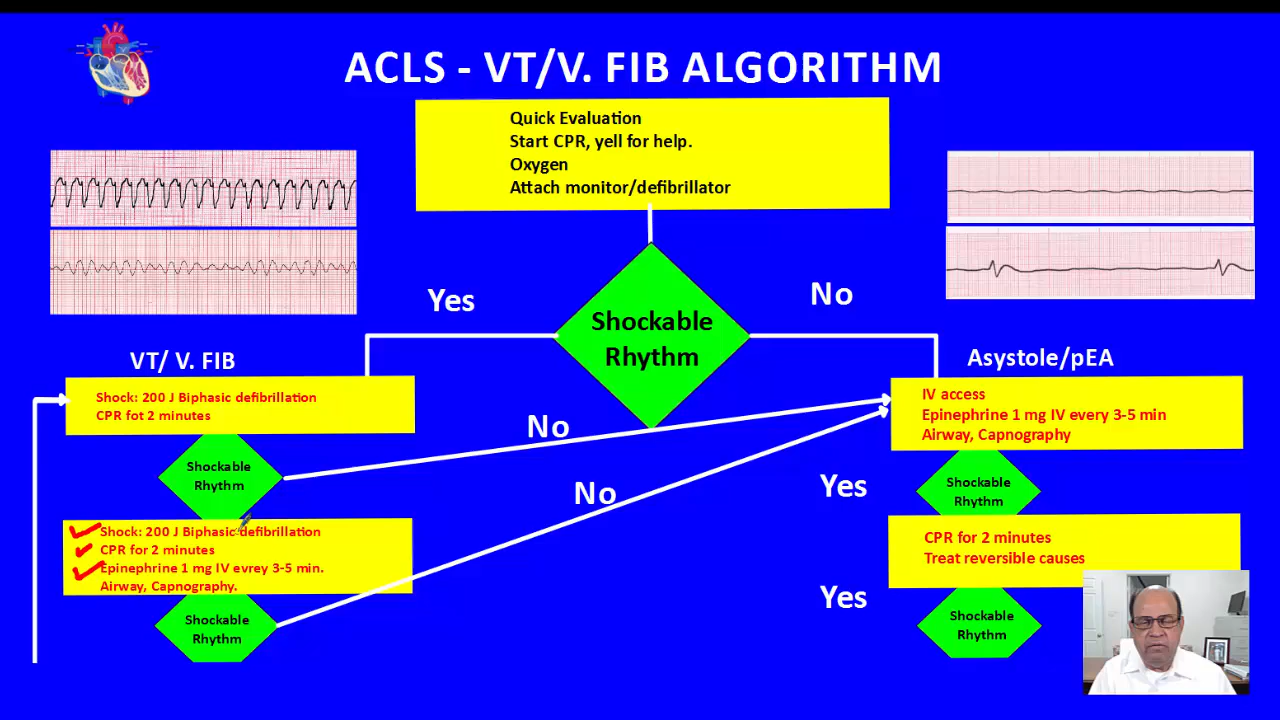 ACLS - VT/V. FIB ALGORITHM
Quick Evaluation
Start CPR, yell for help.
Oxygen
Attach monitor/defibrillator
Shockable
Rhythm
Yes
No
VT/ V. FIB
Shock: 200 J Biphasic defibrillation
CPR fot 2 minutes
Shockable
Rhythm
No
Shock: 200 J Biphasic defibrillation
CPR for 2 minutes
Epinephrine 1 mg IV evrey 3-5 min.
Airway, Capnography.
Shockable
Rhythm
No
Asystole/pEA
IV access
Epinephrine 1 mg IV every 3-5 min
Airway, Capnography
Yes
Shockable
Rhythm
CPR for 2 minutes
Treat reversible causes
Yes
Shockable
Rhythm